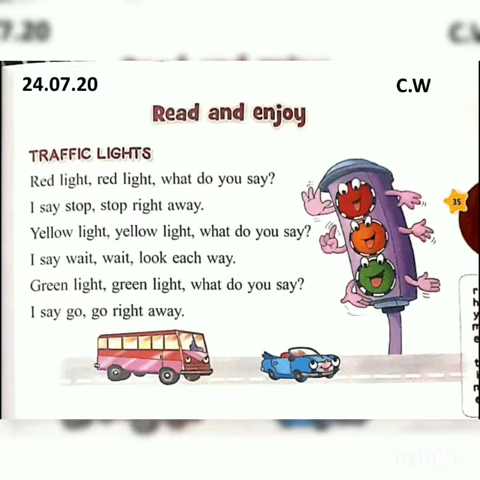 24.07.20
C.W
Read and enjoy
TRAFFIC LIGHTS
Red light, red light, what do you say?
I say stop, stop right away.
Yellow light, yellow light, what do you say?
I say wait, wait, look each way.
Green light, green light, what do you say?
I say go, go right away.
35